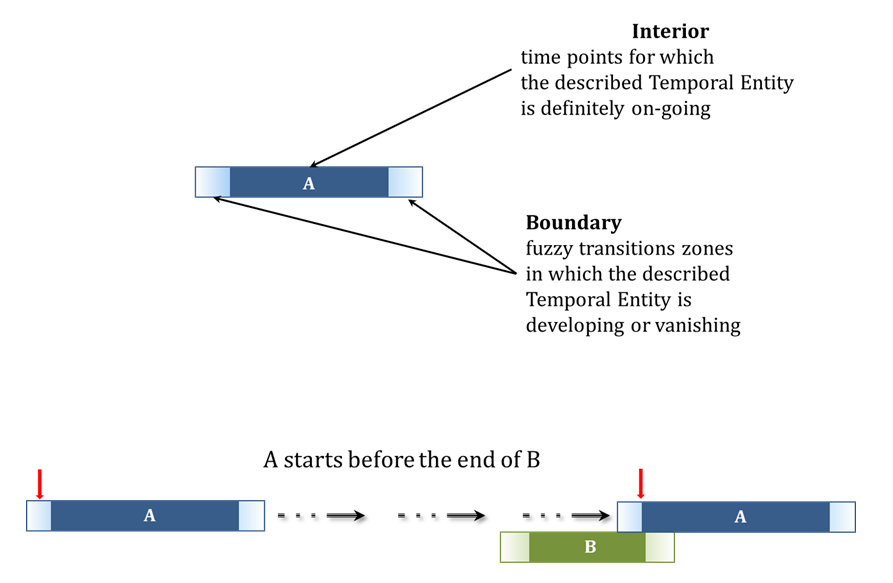 Interior
time points for which
the described Temporal Entity
is definitely on-going
A
Boundary
fuzzy transitions zones
in which the described
Temporal Entity is
developing or vanishing
A starts before the end of B
A
A
B